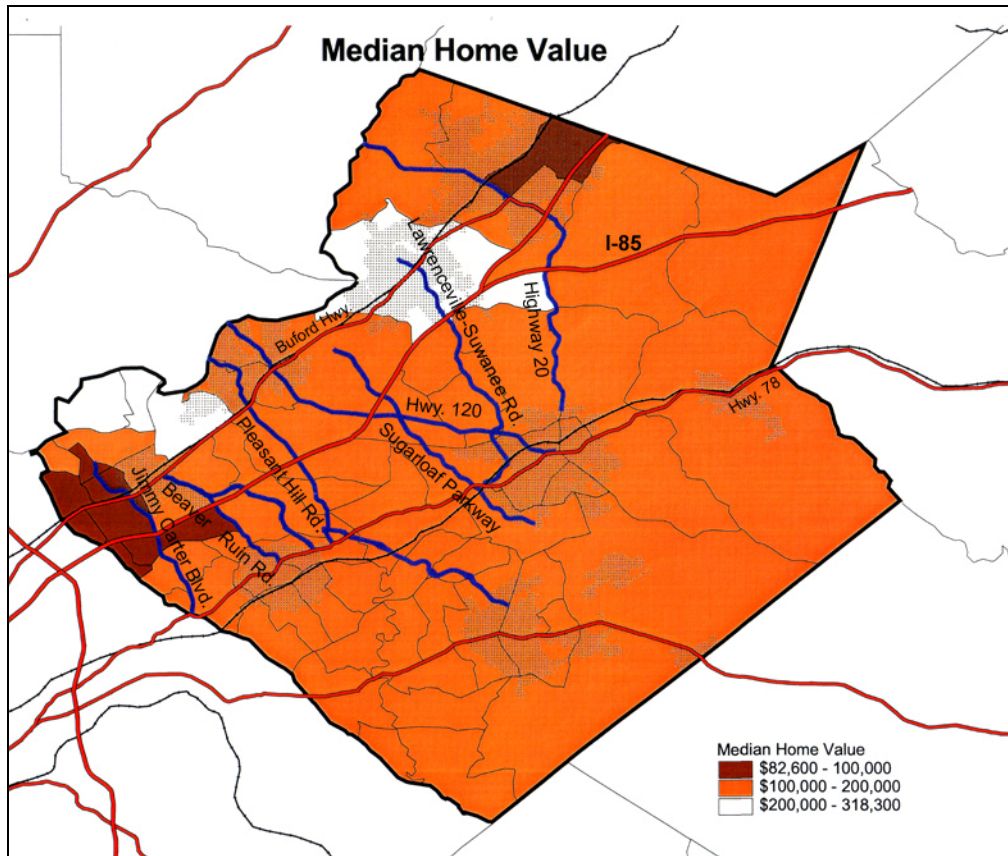 Median Home Value
I-85
Lawrenceville-Suwanee Rd.
Highway 20
Buford Hwy.
Hwy. 78
Hwy. 120
Pleasant Hill Rd.
Sugarloaf Parkway
Jimmy Carter Blvd.
Beaver Ruin Rd.
Median Home Value
$82,600 - 100,000
$100,000 - 200,000
$200,000 - 318,300